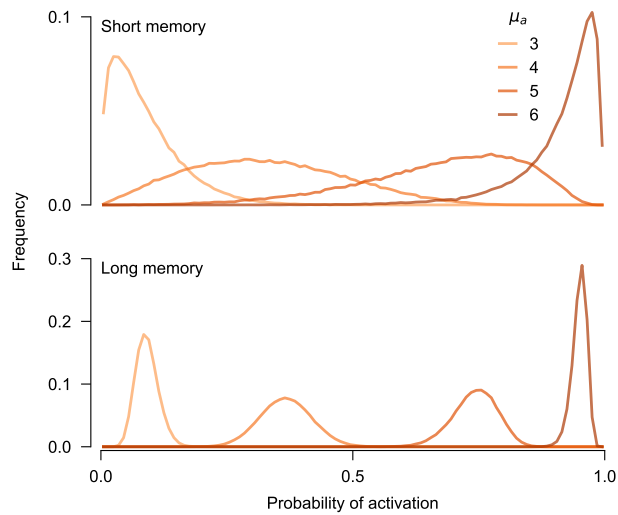 0.1
Short memory
μa
3
4
5
6
0.0
Frequency
0.3
Long memory
0.2
0.1
0.0
0.0 0.5 1.0
Probability of activation